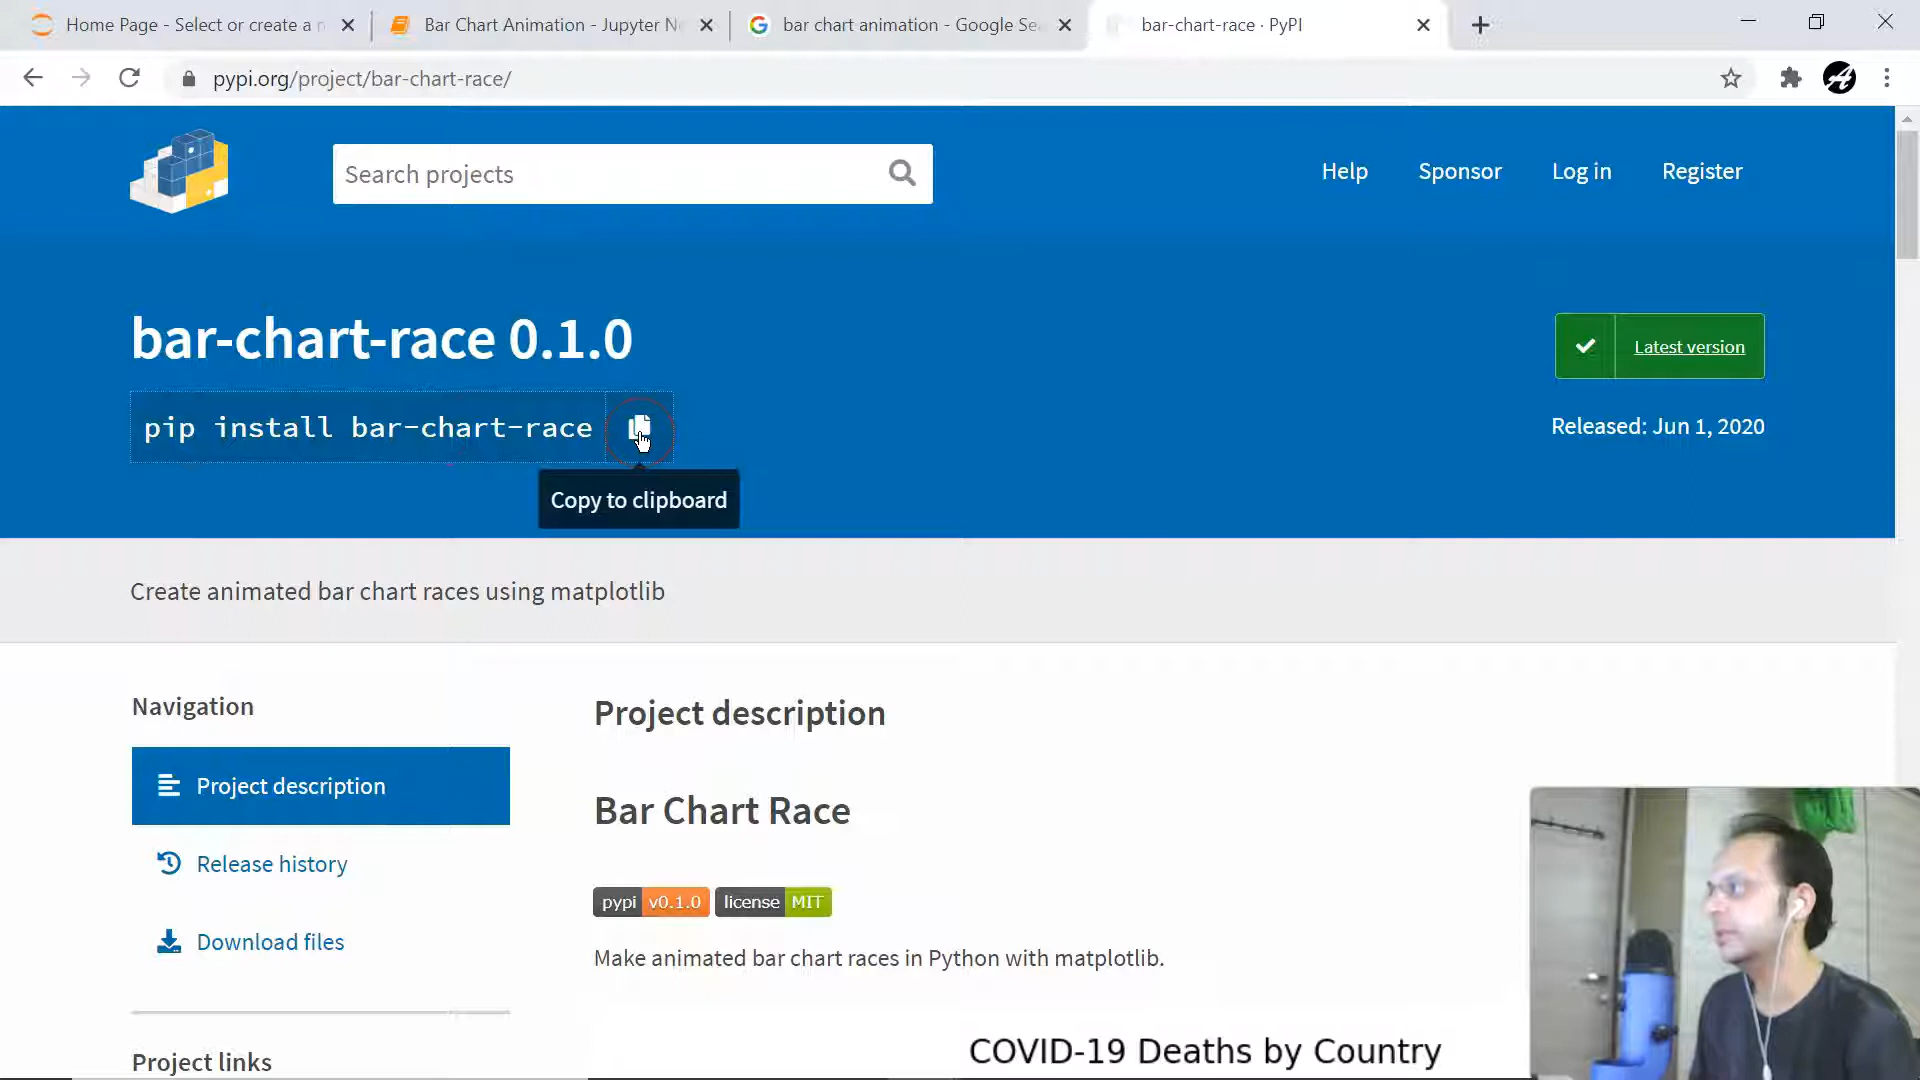 Home Page - Select or create a n
Bar Chart Animation - Jupyter No
bar chart animation - Google Sea
bar-chart-race · PyPI
pypi.org/project/bar-chart-race/
Search projects
Help
Sponsor
Log in
Register
bar-chart-race 0.1.0
Latest version
pip install bar-chart-race
Released: Jun 1, 2020
Copy to clipboard
Create animated bar chart races using matplotlib
Navigation
Project description
Project description
Bar Chart Race
Release history
pypi v0.1.0 license MIT
Download files
Make animated bar chart races in Python with matplotlib.
COVID-19 Deaths by Country
Project links